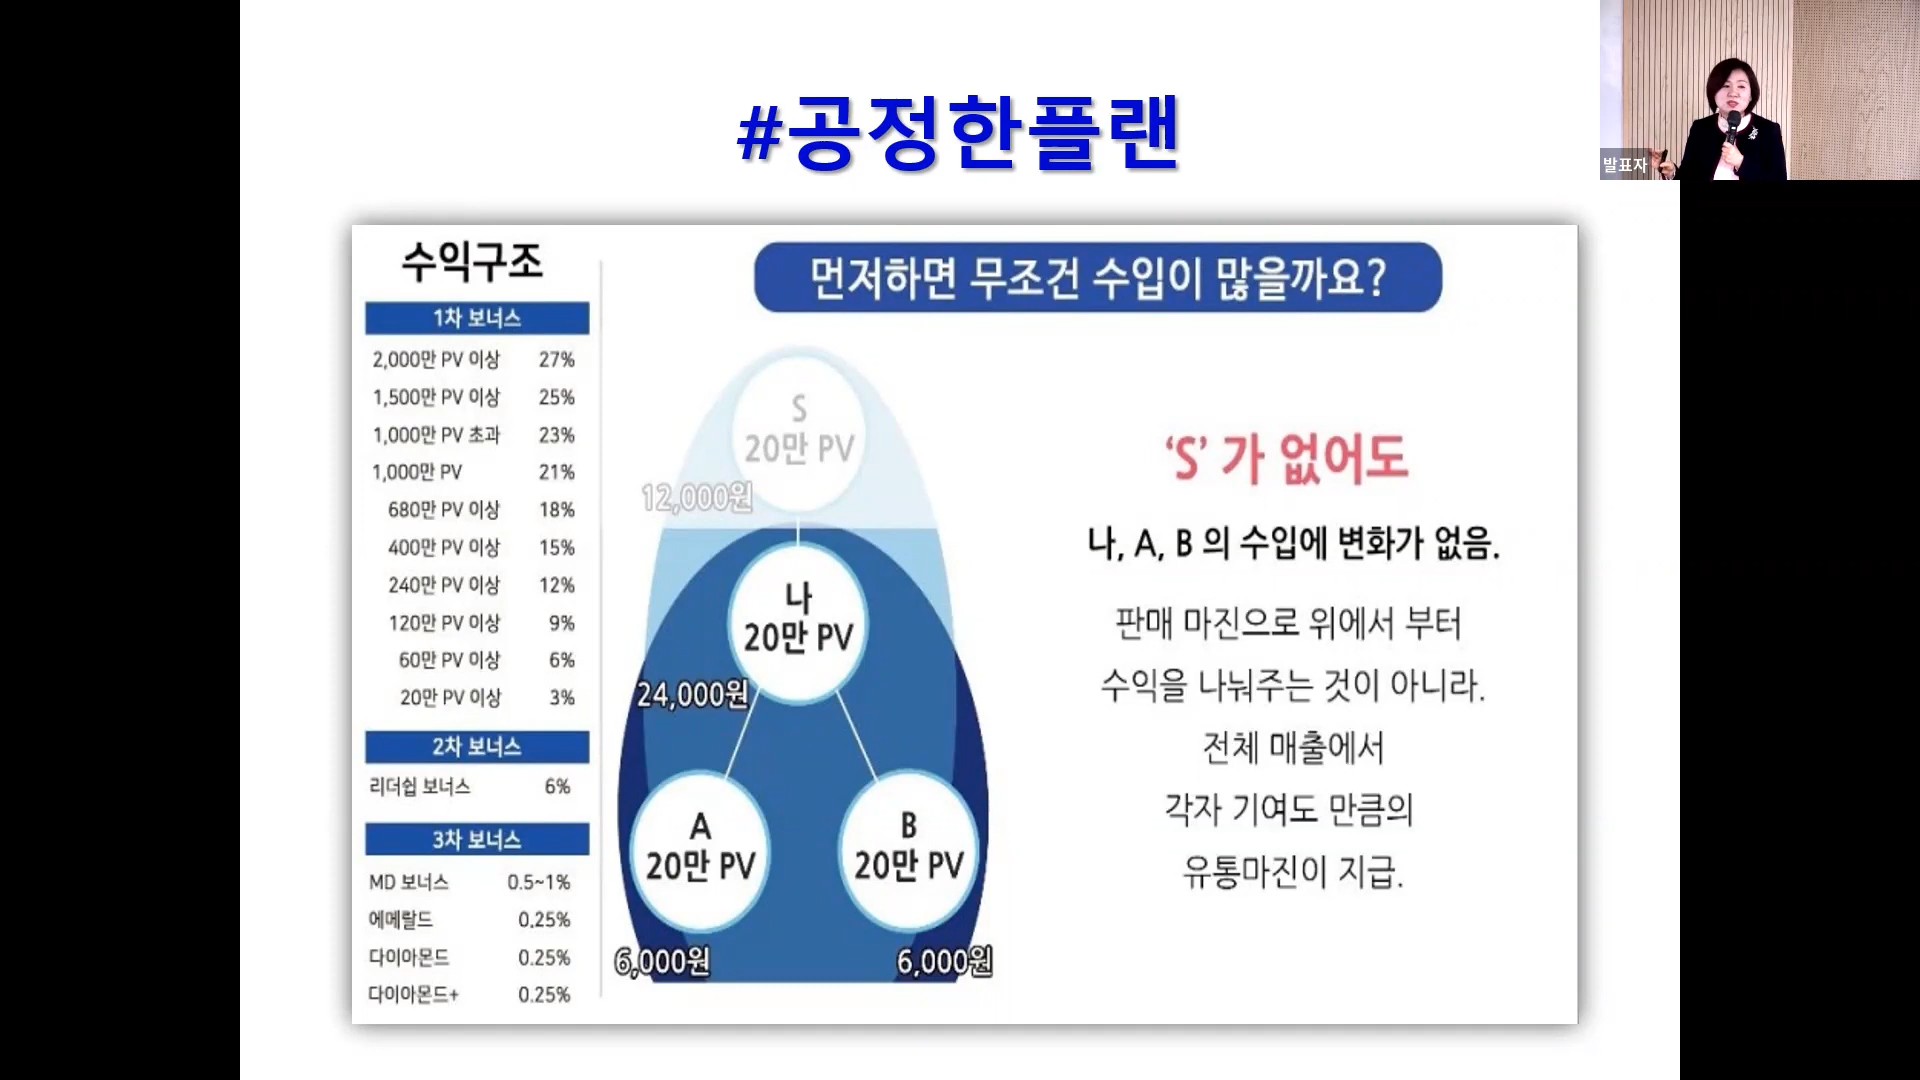 #공정한플랜
발표자
수익구조
1차 보너스
2,000만 PV 이상 27%
1,500만 PV 이상 25%
1,000만 PV 초과 23%
1,000만 PV 21%
680만 PV 이상 18%
400만 PV 이상 15%
240만 PV 이상 12%
120만 PV 이상 9%
60만 PV 이상 6%
20만 PV 이상 3%
2차 보너스
리더쉽 보너스 6%
3차 보너스
MD 보너스 0.5~1%
에메랄드 0.25%
다이아몬드 0.25%
다이아몬드+ 0.25%
먼저하면 무조건 수입이 많을까요?
S
20만 PV
12,000원
나
20만 PV
24,000원
A
20만 PV
6,000원
B
20만 PV
6,000원
‘S’ 가 없어도
나, A, B 의 수입에 변화가 없음.
판매 마진으로 위에서 부터
수익을 나눠주는 것이 아니라.
전체 매출에서
각자 기여도 만큼의
유통마진이 지급.